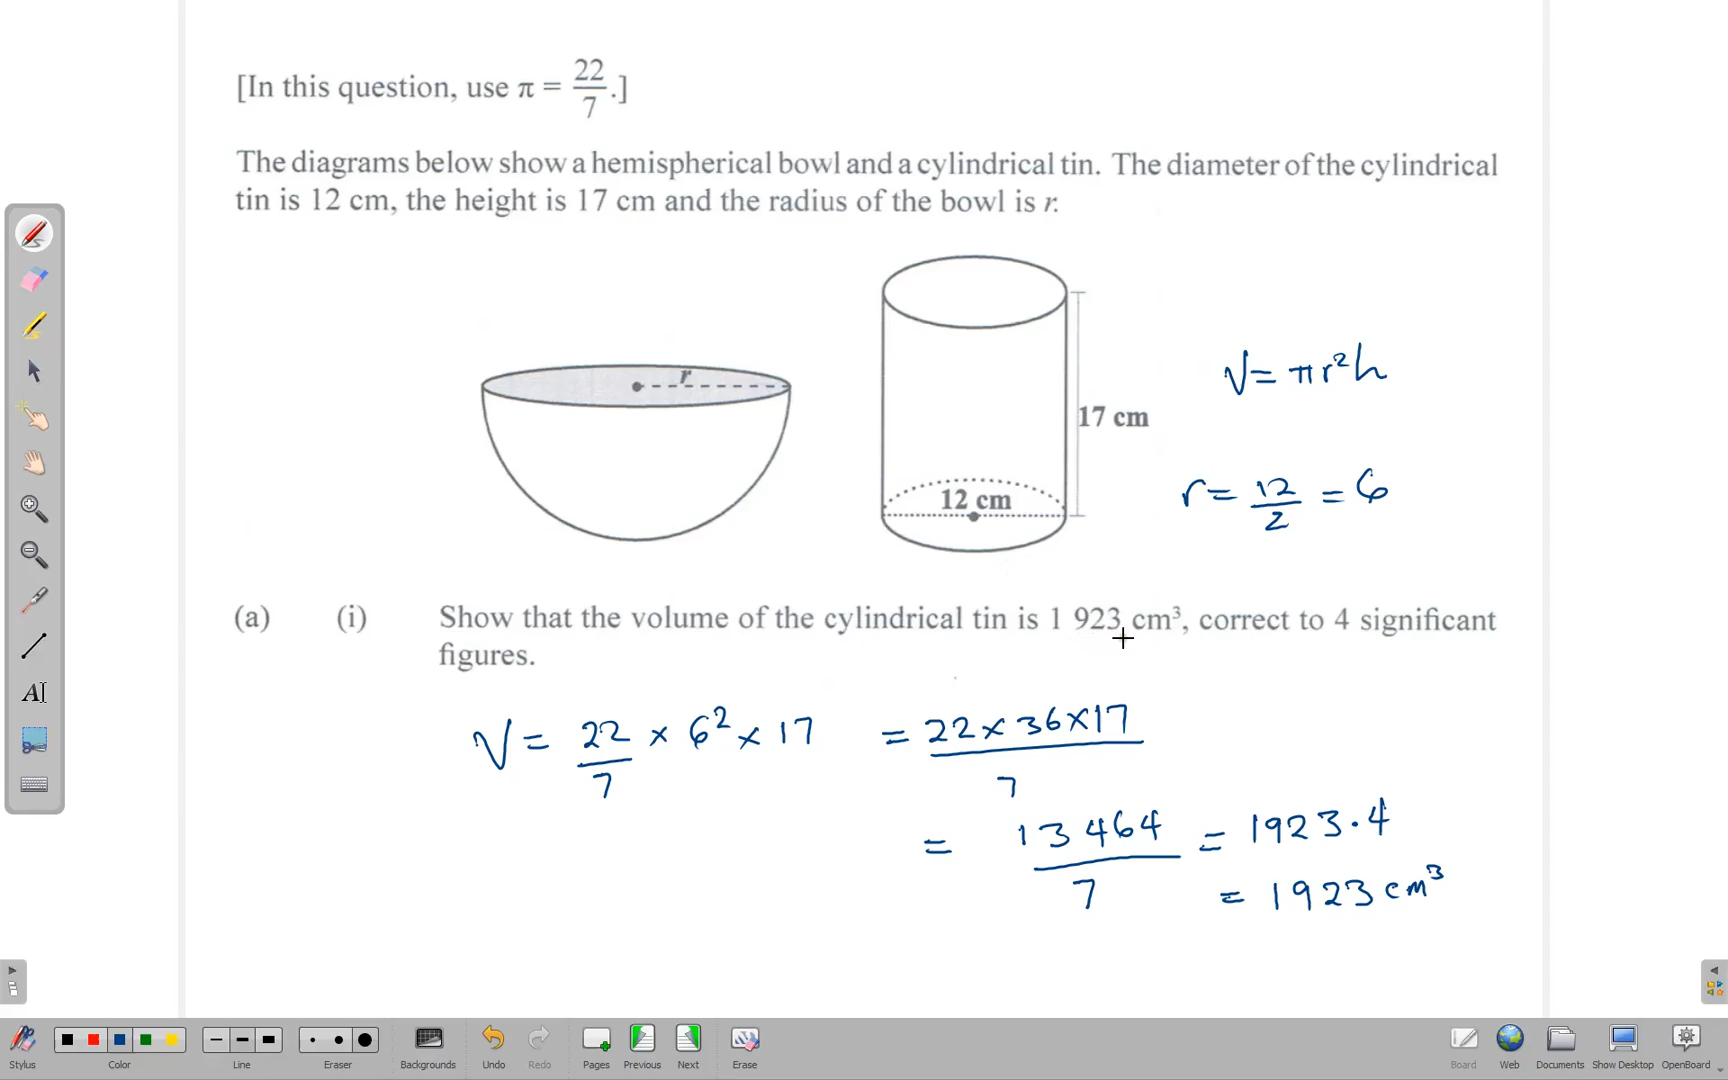 [In this question, use π = 22/7.]
The diagrams below show a hemispherical bowl and a cylindrical tin. The diameter of the cylindrical
tin is 12 cm, the height is 17 cm and the radius of the bowl is r.
r
17 cm
12 cm
V = πr²h
r = 12/2 = 6
(a) (i) Show that the volume of the cylindrical tin is 1 923 cm³, correct to 4 significant
figures.
V = 22/7 × 6² × 17 = 22×36×17/7
= 13 464/7 = 1923.4
= 1923 cm³
Stylus Color Line Eraser Backgrounds Undo Redo Pages Previous Next Erase Board Web Documents Show Desktop OpenBoard